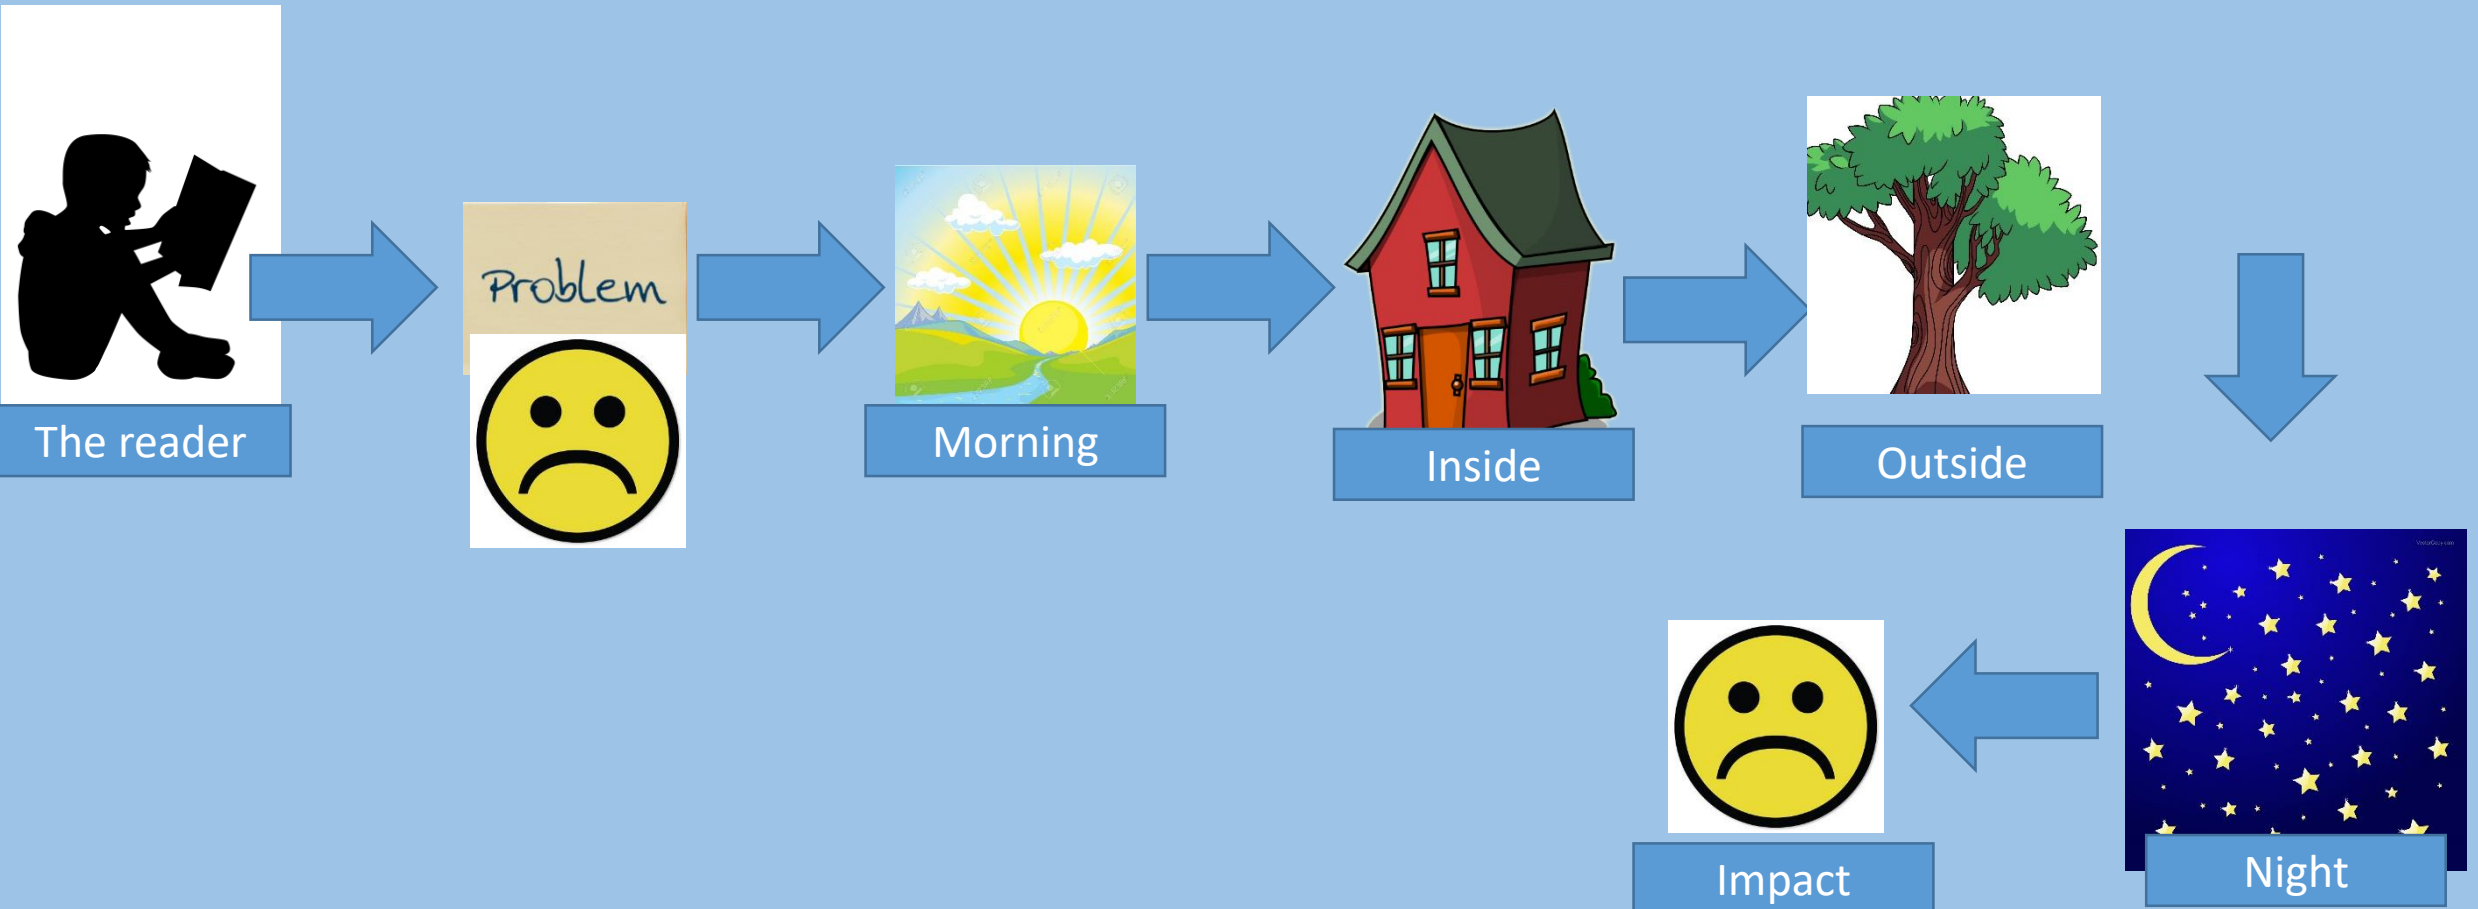 The reader
Problem
Morning
Inside
Outside
Night
Impact